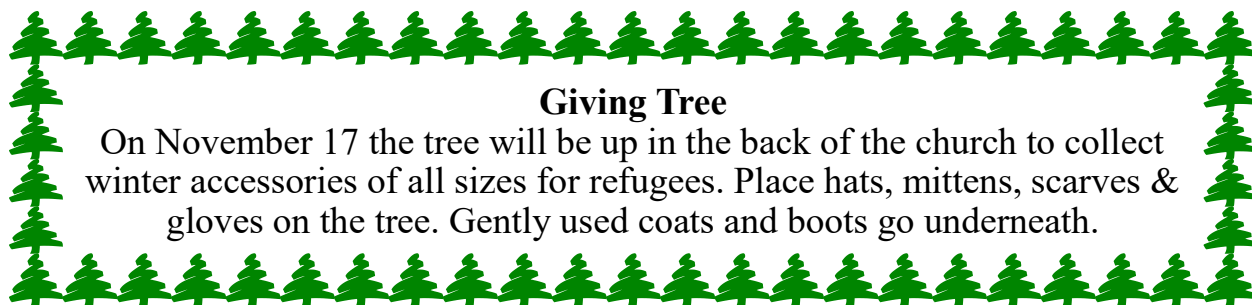 Giving Tree
On November 17 the tree will be up in the back of the church to collect
winter accessories of all sizes for refugees. Place hats, mittens, scarves &
gloves on the tree. Gently used coats and boots go underneath.